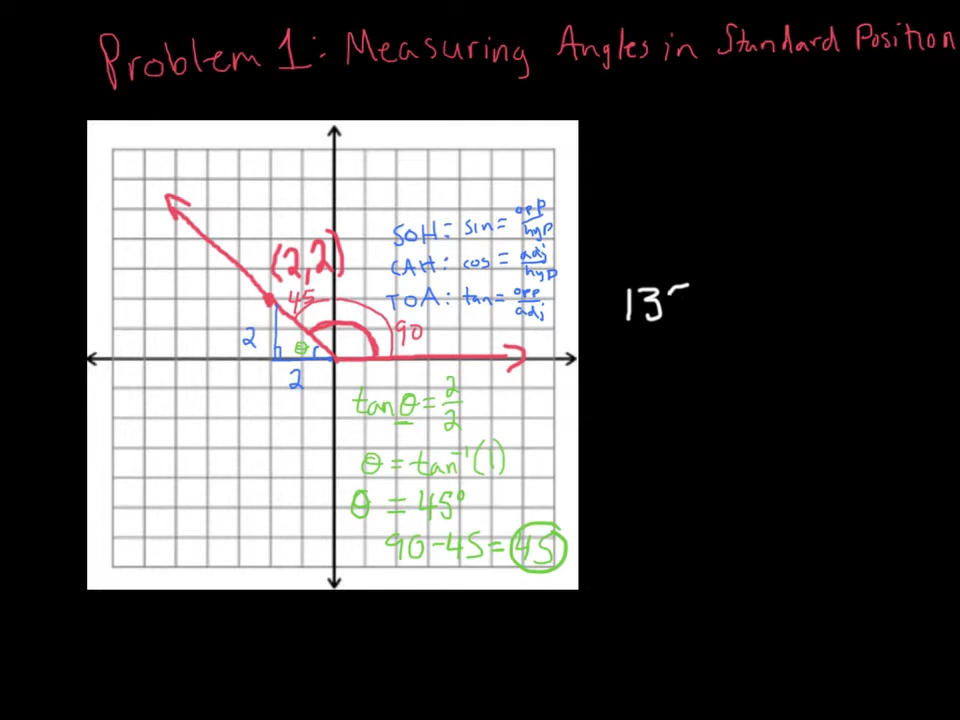 Problem 1: Measuring Angles in Standard Position
SOH: sin = opp/hyp
(2,2)
CAH: cos = adj/hyp
45
TOA: tan = opp/adj
90
2
θ
2
tan θ = 2/2
θ = tan⁻¹(1)
θ = 45°
90-45=45
13